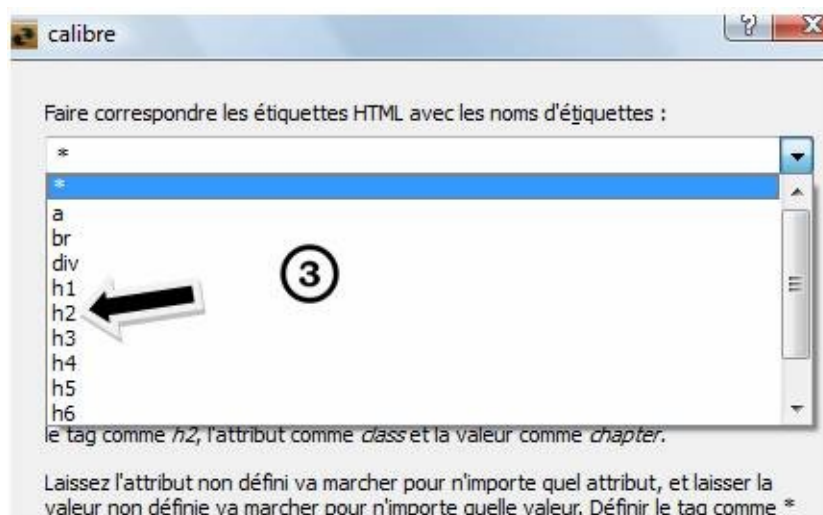 calibre
Faire correspondre les étiquettes HTML avec les noms d'étiquettes :
*
*
a
br
div
h1
3
h2
h3
h4
h5
h6
le tag comme h2, l'attribut comme class et la valeur comme chapter.
Laissez l'attribut non défini va marcher pour n'importe quel attribut, et laisser la
valeur non définie va marcher pour n'importe quelle valeur. Définir le tag comme *